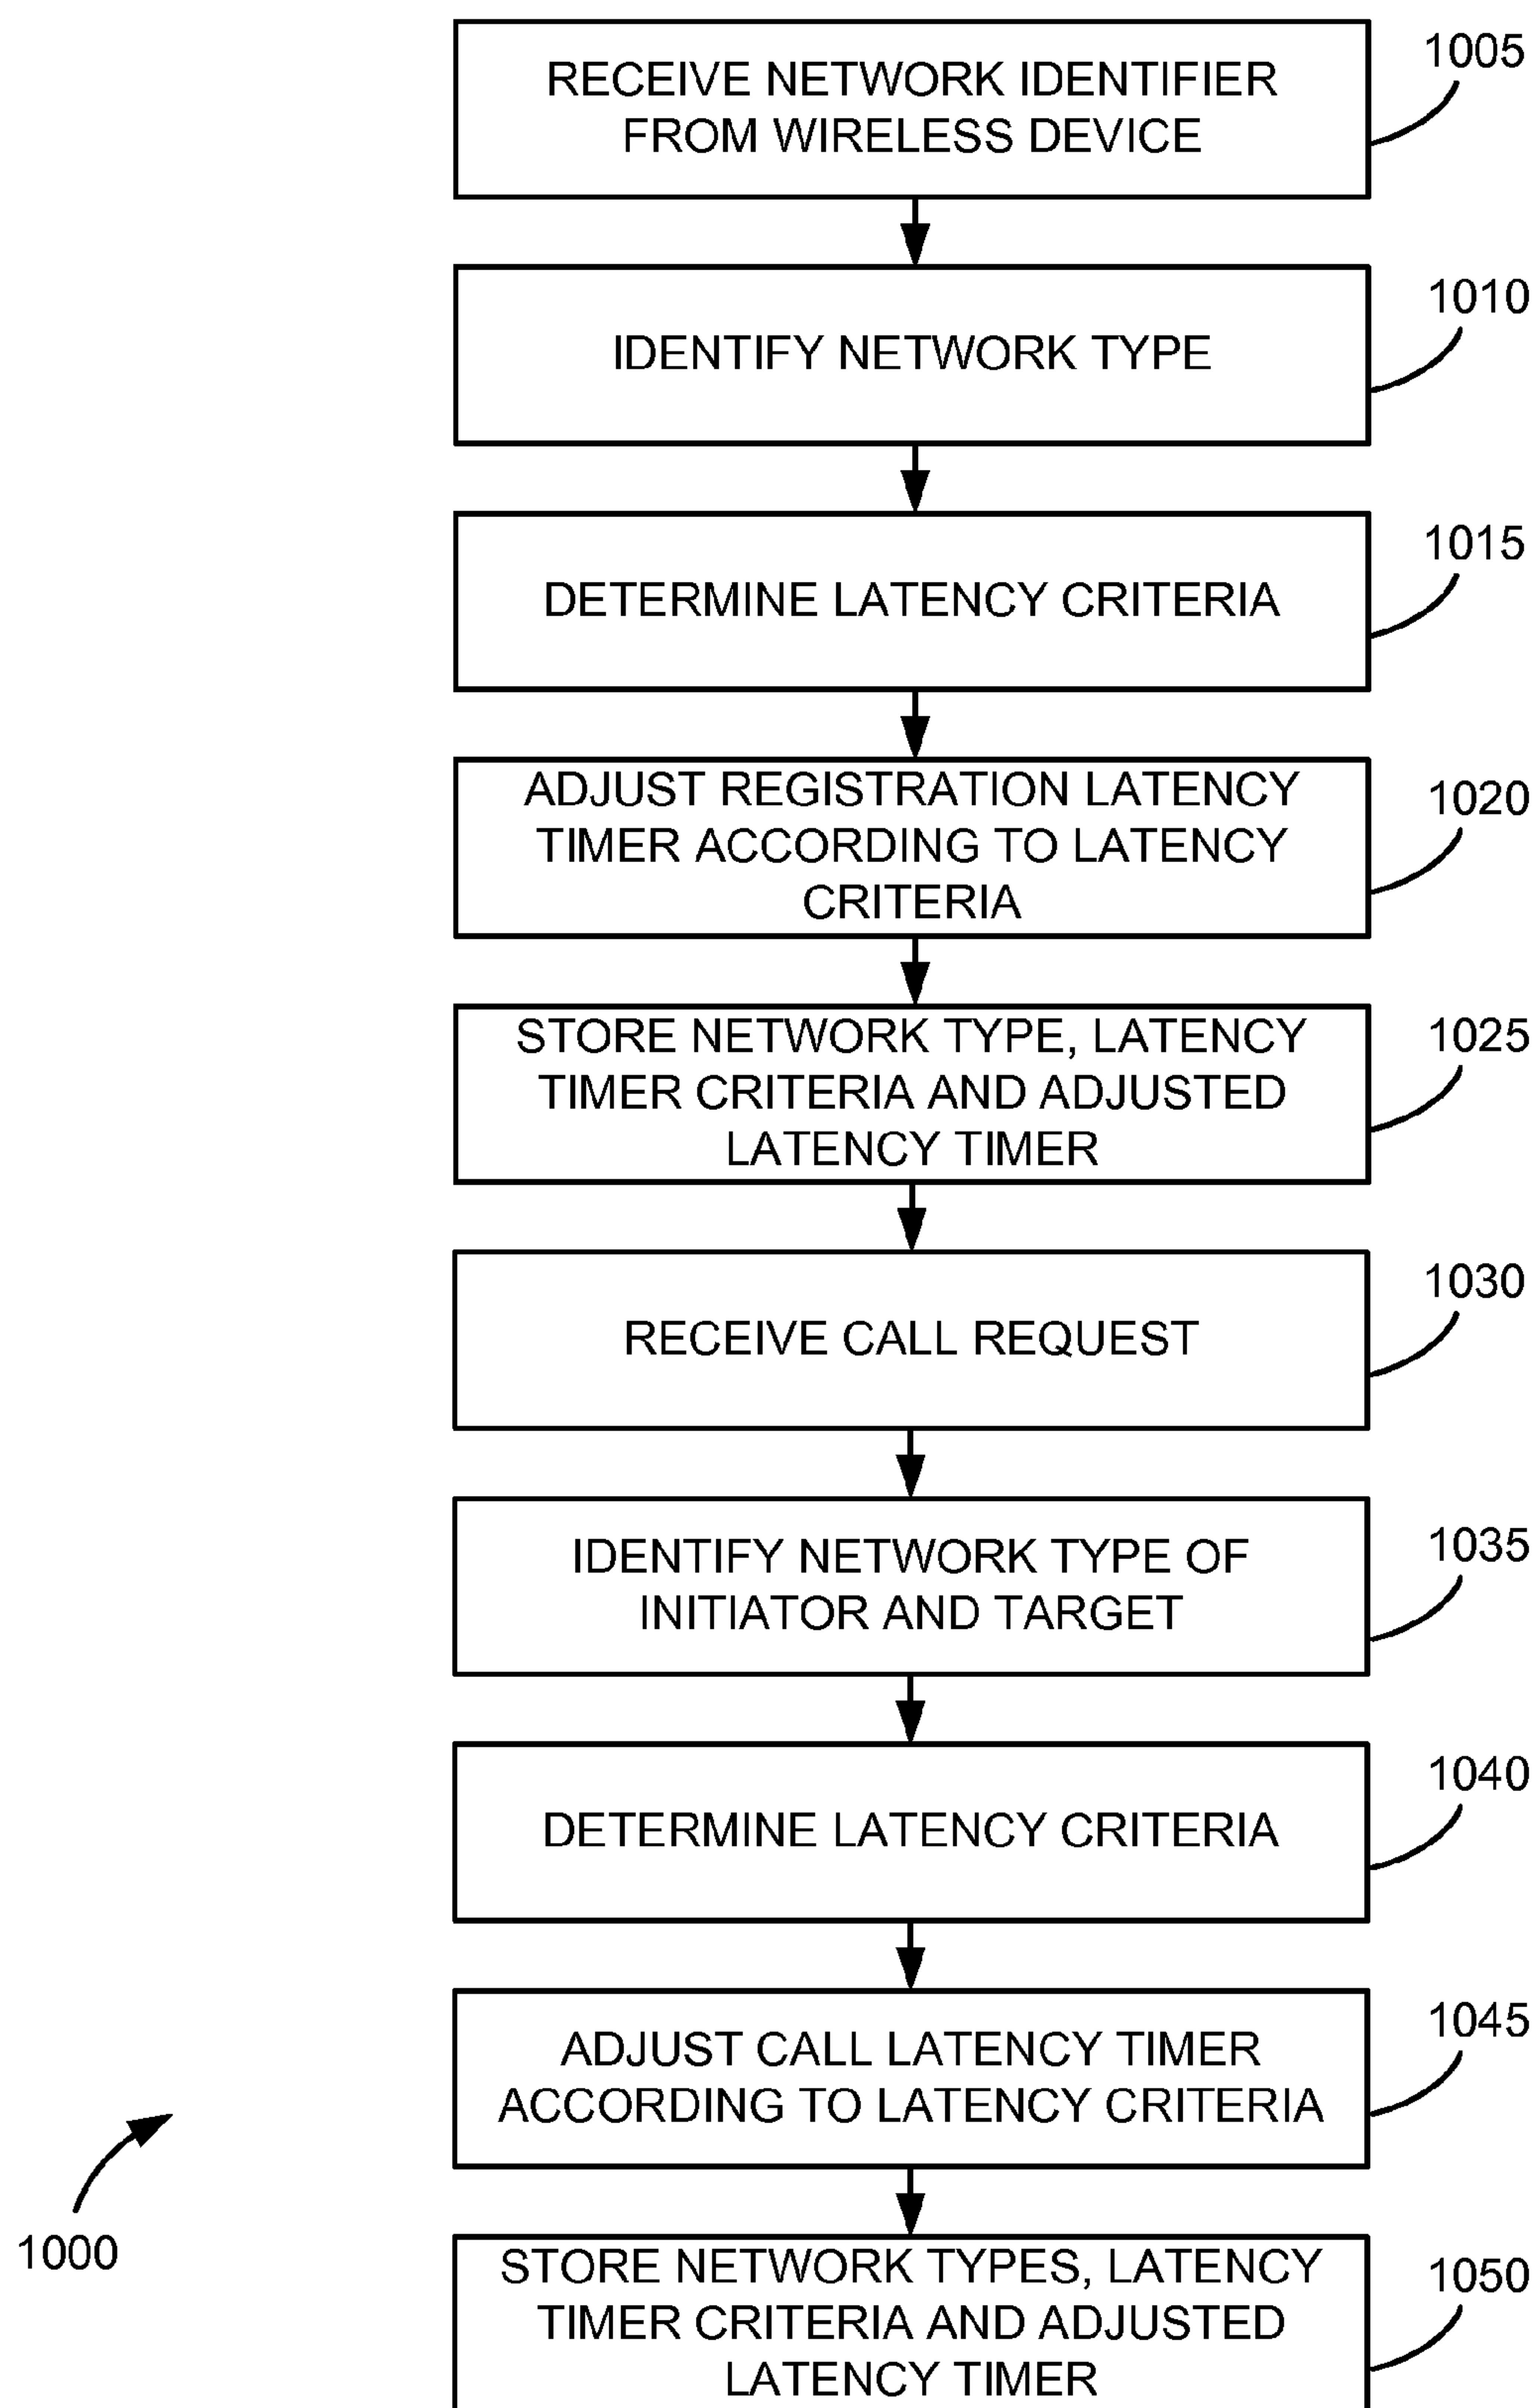 RECEIVE NETWORK IDENTIFIER
FROM WIRELESS DEVICE
1005
IDENTIFY NETWORK TYPE
1010
DETERMINE LATENCY CRITERIA
1015
ADJUST REGISTRATION LATENCY
TIMER ACCORDING TO LATENCY
CRITERIA
1020
STORE NETWORK TYPE, LATENCY
TIMER CRITERIA AND ADJUSTED
LATENCY TIMER
1025
RECEIVE CALL REQUEST
1030
IDENTIFY NETWORK TYPE OF
INITIATOR AND TARGET
1035
DETERMINE LATENCY CRITERIA
1040
ADJUST CALL LATENCY TIMER
ACCORDING TO LATENCY CRITERIA
1045
STORE NETWORK TYPES, LATENCY
TIMER CRITERIA AND ADJUSTED
LATENCY TIMER
1050
1000